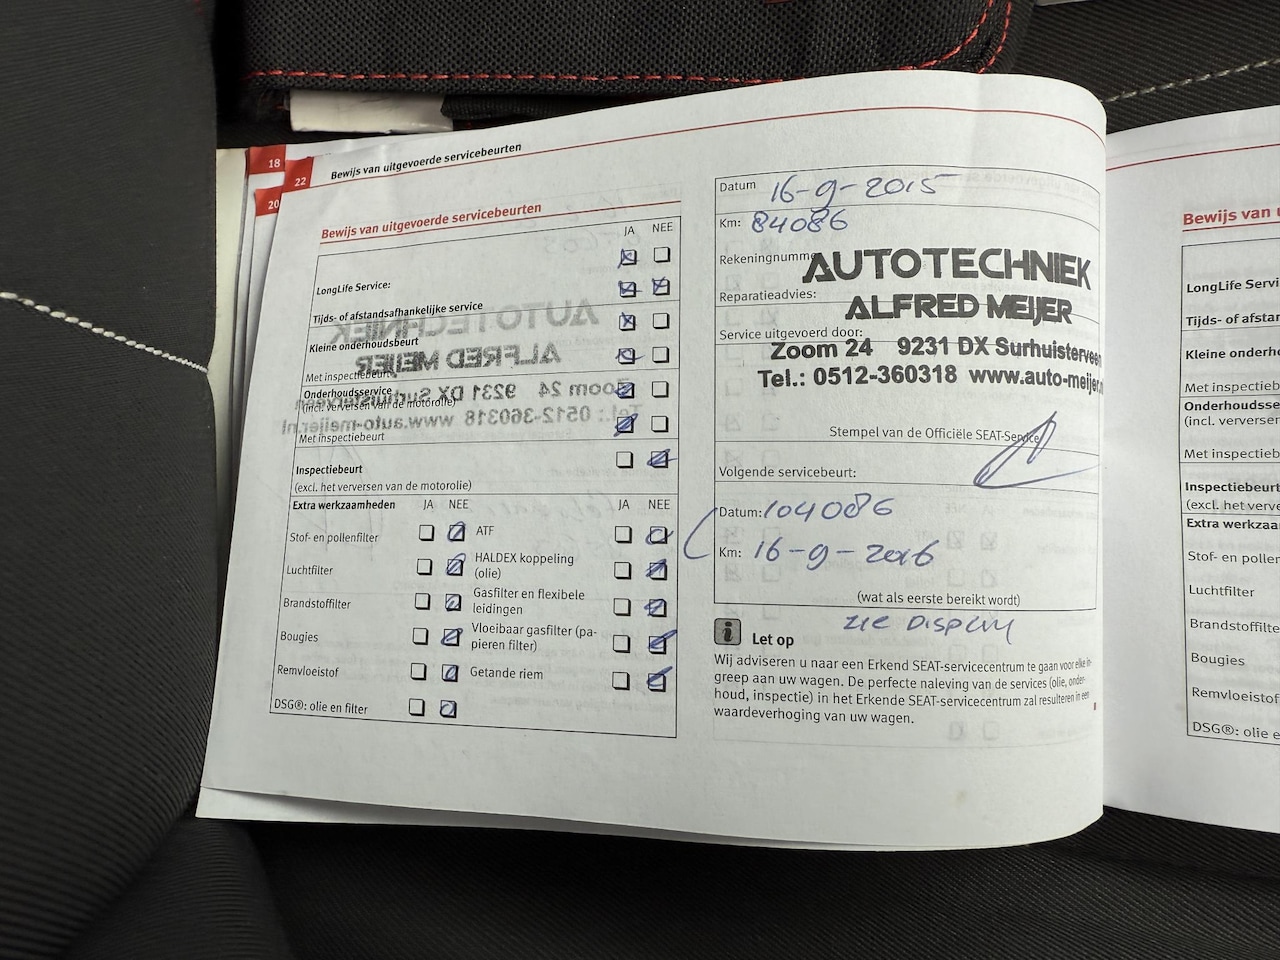 18
20
22
Bewijs van uitgevoerde servicebeurten
Bewijs van uitgevoerde servicebeurten
JA NEE
LongLife Service:
Tijds- of afstandsafhankelijke service
Kleine onderhoudsbeurt
Met inspectiebeurt
Onderhoudsservice
(incl. verversen van de motorolie)
Met inspectiebeurt
Inspectiebeurt
(excl. het verversen van de motorolie)
Extra werkzaamheden JA NEE JA NEE
Stof- en pollenfilter
Luchtfilter
Brandstoffilter
Bougies
Remvloeistof
DSG®: olie en filter
ATF
HALDEX koppeling
(olie)
Gasfilter en flexibele
leidingen
Vloeibaar gasfilter (pa-
pieren filter)
Getande riem
Datum 16-9-2015
Km: 84086
Rekeningnumme
Reparatieadvies:
Service uitgevoerd door:
AUTOTECHNIEK
ALFRED MEIJER
Zoom 24 9231 DX Surhuisterveen
Tel.: 0512-360318 www.auto-meijer.n
Stempel van de Officiële SEAT-Service
Volgende servicebeurt:
Datum: 104086
Km: 16-9-2016
(wat als eerste bereikt wordt)
zie DISPLAY
i Let op
Wij adviseren u naar een Erkend SEAT-servicecentrum te gaan voor elke in-
greep aan uw wagen. De perfecte naleving van de services (olie, onder-
houd, inspectie) in het Erkende SEAT-servicecentrum zal resulteren in een
waardeverhoging van uw wagen.
Bewijs van u
LongLife Servi
Tijds- of afstan
Kleine onderho
Met inspectieb
Onderhoudsse
(incl. verversen
Met inspectieb
Inspectiebeurt
(excl. het verve
Extra werkzaa
Stof- en pollen
Luchtfilter
Brandstoffilte
Bougies
Remvloeistof
DSG®: olie e